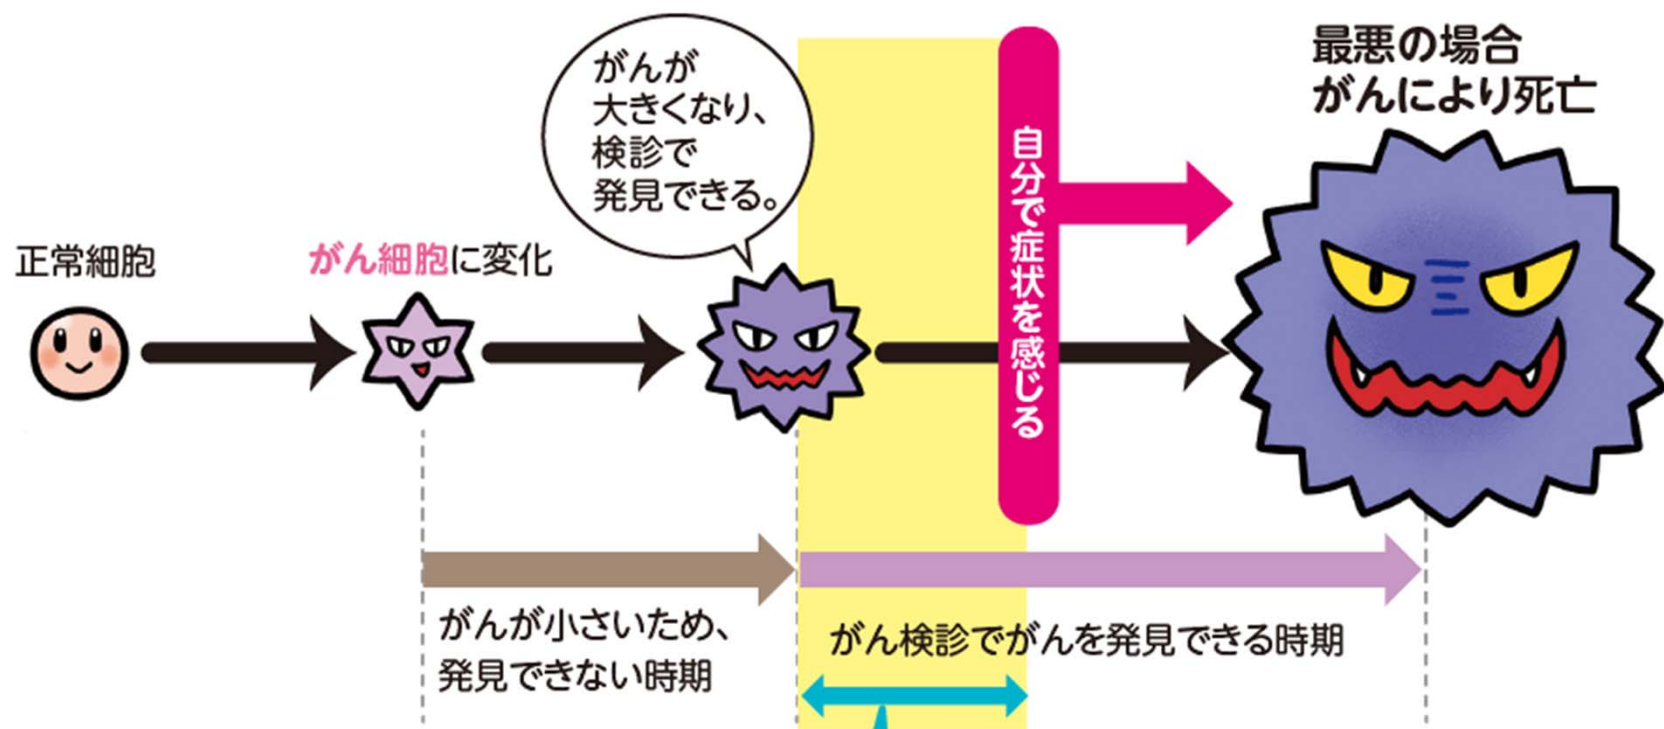 がんが
大きくなり、
検診で
発見できる。
最悪の場合
がんにより死亡
自分で症状を感じる
正常細胞
がん細胞に変化
がんが小さいため、
発見できない時期
がん検診でがんを発見できる時期